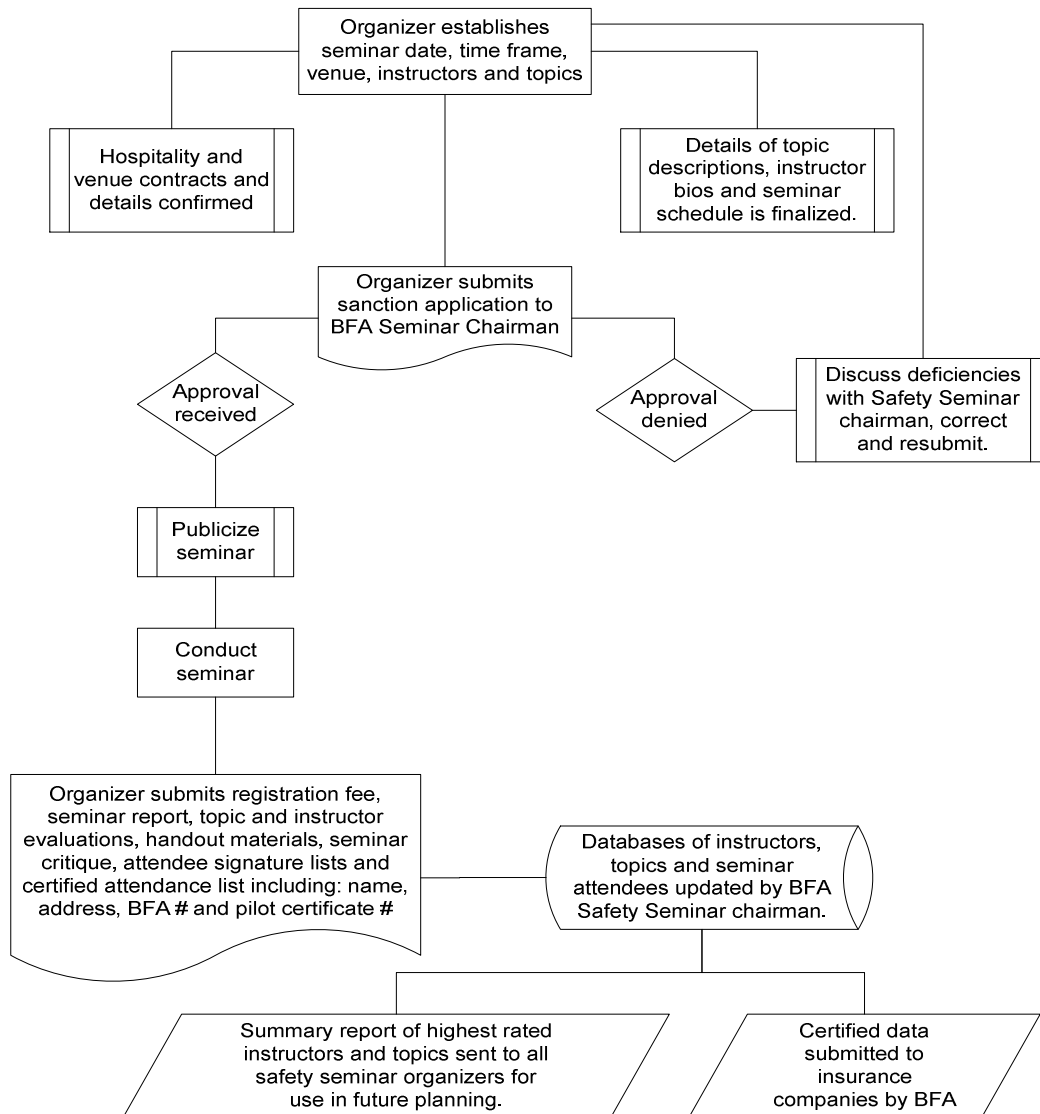 Organizer establishes
seminar date, time frame,
venue, instructors and topics
Hospitality and
venue contracts and
details confirmed
Details of topic
descriptions, instructor
bios and seminar
schedule is finalized.
Organizer submits
sanction application to
BFA Seminar Chairman
Approval
received
Approval
denied
Discuss deficiencies
with Safety Seminar
chairman, correct
and resubmit.
Publicize
seminar
Conduct
seminar
Organizer submits registration fee,
seminar report, topic and instructor
evaluations, handout materials, seminar
critique, attendee signature lists and
certified attendance list including: name,
address, BFA # and pilot certificate #
Databases of instructors,
topics and seminar
attendees updated by BFA
Safety Seminar chairman.
Summary report of highest rated
instructors and topics sent to all
safety seminar organizers for
use in future planning.
Certified data
submitted to
insurance
companies by BFA